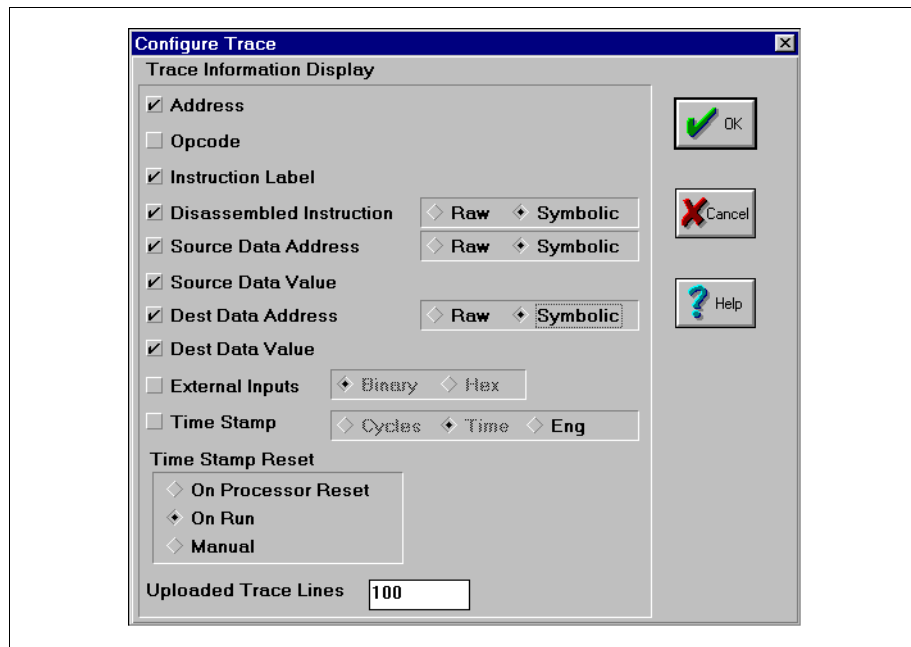 Configure Trace
Trace Information Display
Address
Opcode
Instruction Label
Disassembled Instruction Raw Symbolic
Source Data Address Raw Symbolic
Source Data Value
Dest Data Address Raw Symbolic
Dest Data Value
External Inputs Binary Hex
Time Stamp Cycles Time Eng
Time Stamp Reset
On Processor Reset
On Run
Manual
Uploaded Trace Lines 100
OK
Cancel
Help